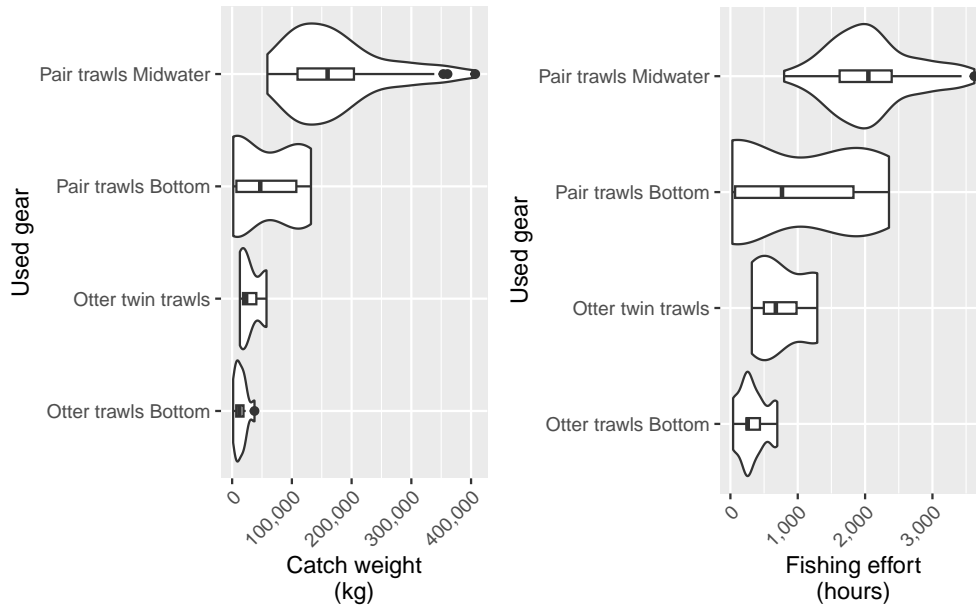 Used gear
Pair trawls Midwater
Pair trawls Bottom
Otter twin trawls
Otter trawls Bottom
0
100,000
200,000
300,000
400,000
Catch weight
(kg)
Used gear
Pair trawls Midwater
Pair trawls Bottom
Otter twin trawls
Otter trawls Bottom
0
1,000
2,000
3,000
Fishing effort
(hours)